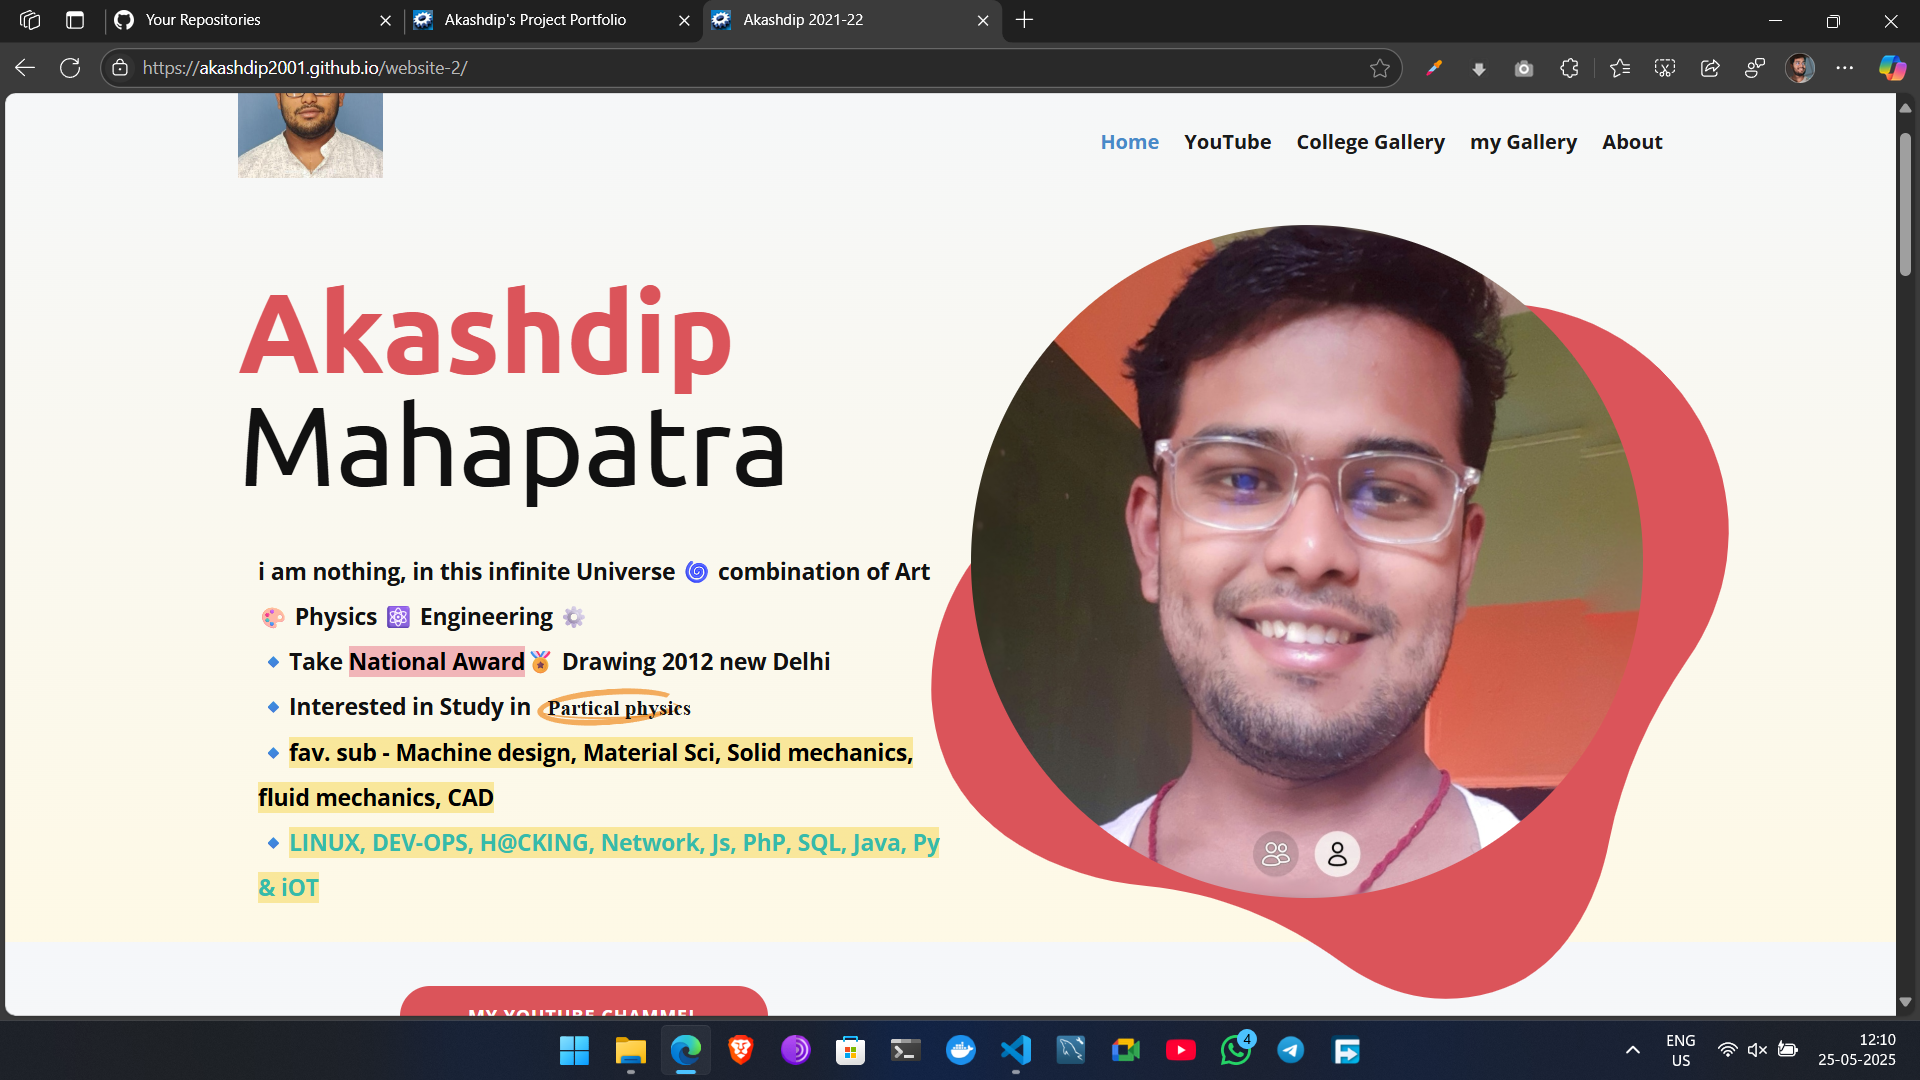 Your Repositories
Akashdip's Project Portfolio
Akashdip 2021-22
https://akashdip2001.github.io/website-2/
Home YouTube College Gallery my Gallery About
Akashdip
Mahapatra
i am nothing, in this infinite Universe 🌀 combination of Art
🎨 Physics ⚛️ Engineering ⚙️
🔹Take National Award🏅 Drawing 2012 new Delhi
🔹Interested in Study in Partical physics
🔹fav. sub - Machine design, Material Sci, Solid mechanics,
fluid mechanics, CAD
🔹LINUX, DEV-OPS, H@CKING, Network, Js, PhP, SQL, Java, Py
& iOT
4
ENG
US
12:10
25-05-2025